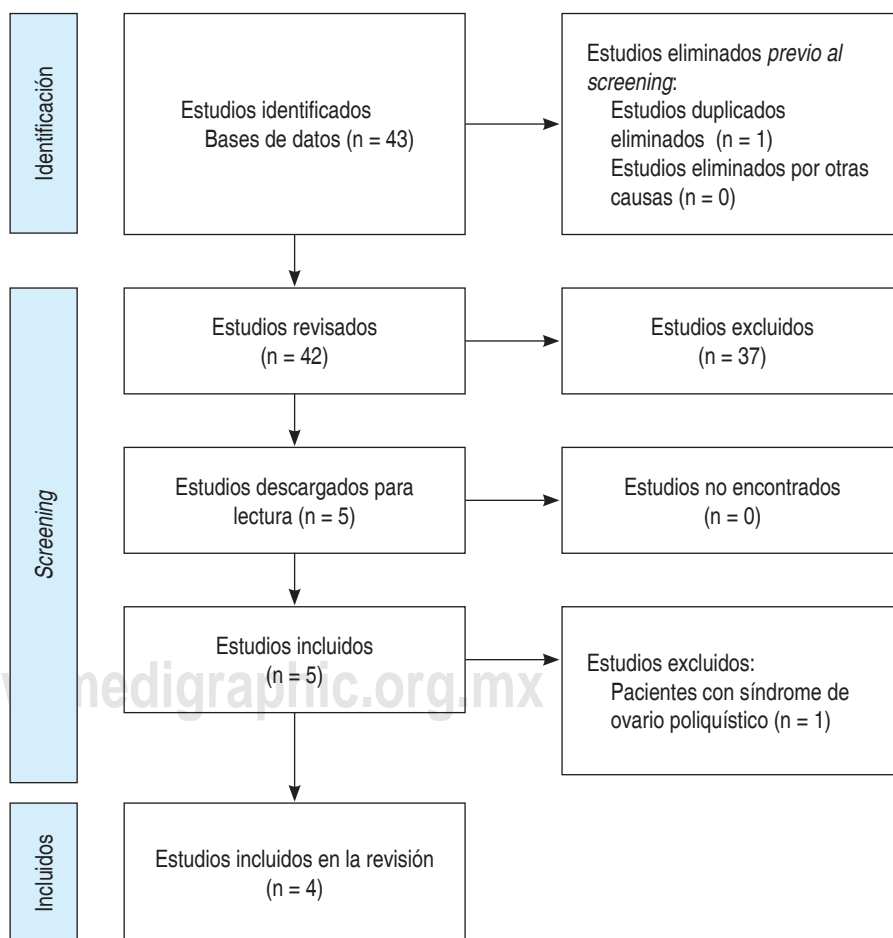 Identificación
Estudios identificados
Bases de datos (n = 43)
Estudios eliminados previo al
screening:
Estudios duplicados
eliminados (n = 1)
Estudios eliminados por otras
causas (n = 0)
Screening
Estudios revisados
(n = 42)
Estudios excluidos
(n = 37)
Estudios descargados para
lectura (n = 5)
Estudios no encontrados
(n = 0)
Estudios incluidos
(n = 5)
Estudios excluidos:
Pacientes con síndrome de
ovario poliquístico (n = 1)
medigraphic.org.mx
Incluidos
Estudios incluidos en la revisión
(n = 4)